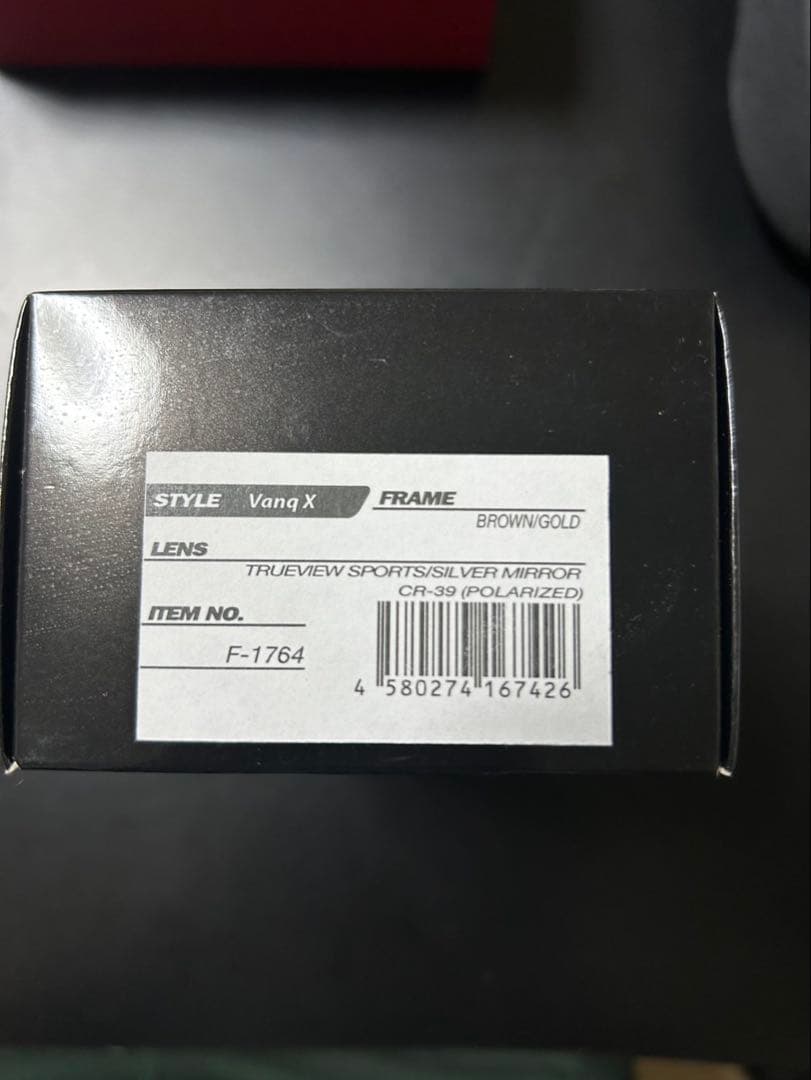 STYLE Vanq X FRAME
BROWN/GOLD
LENS
TRUEVIEW SPORTS/SILVER MIRROR
CR-39 (POLARIZED)
ITEM NO.
F-1764
4 580274 167426